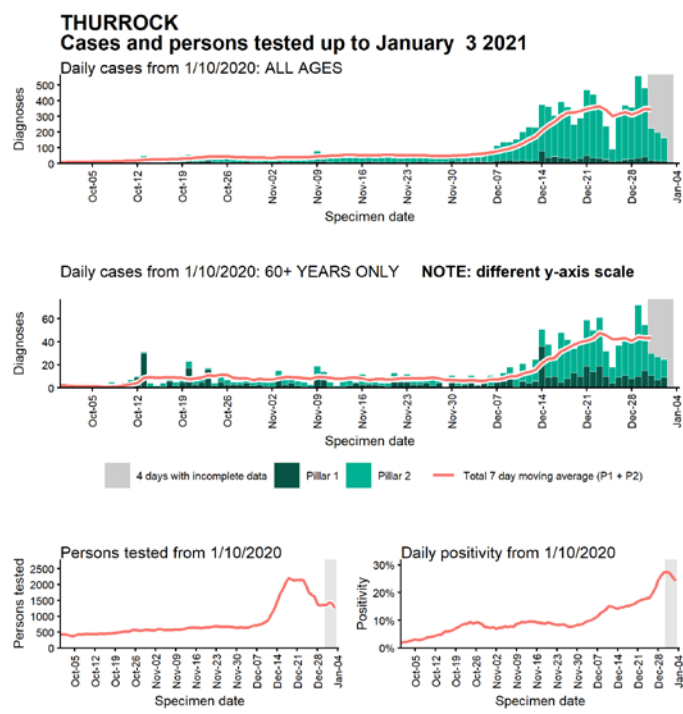 THURROCK
Cases and persons tested up to January 3 2021
Daily cases from 1/10/2020: ALL AGES
Diagnoses
500
400
300
200
100
0
Oct-05
Oct-12
Oct-19
Oct-26
Nov-02
Nov-09
Nov-16
Nov-23
Nov-30
Dec-07
Dec-14
Dec-21
Dec-28
Jan-04
Specimen date
Daily cases from 1/10/2020: 60+ YEARS ONLY NOTE: different y-axis scale
Diagnoses
60
40
20
0
Oct-05
Oct-12
Oct-19
Oct-26
Nov-02
Nov-09
Nov-16
Nov-23
Nov-30
Dec-07
Dec-14
Dec-21
Dec-28
Jan-04
Specimen date
4 days with incomplete data
Pillar 1
Pillar 2
Total 7 day moving average (P1 + P2)
Persons tested from 1/10/2020
Persons tested
2500
2000
1500
1000
500
0
Oct-05
Oct-12
Oct-19
Oct-26
Nov-02
Nov-09
Nov-16
Nov-23
Nov-30
Dec-07
Dec-14
Dec-21
Dec-28
Jan-04
Specimen date
Daily positivity from 1/10/2020
Positivity
30%
20%
10%
0%
Oct-05
Oct-12
Oct-19
Oct-26
Nov-02
Nov-09
Nov-16
Nov-23
Nov-30
Dec-07
Dec-14
Dec-21
Dec-28
Jan-04
Specimen date